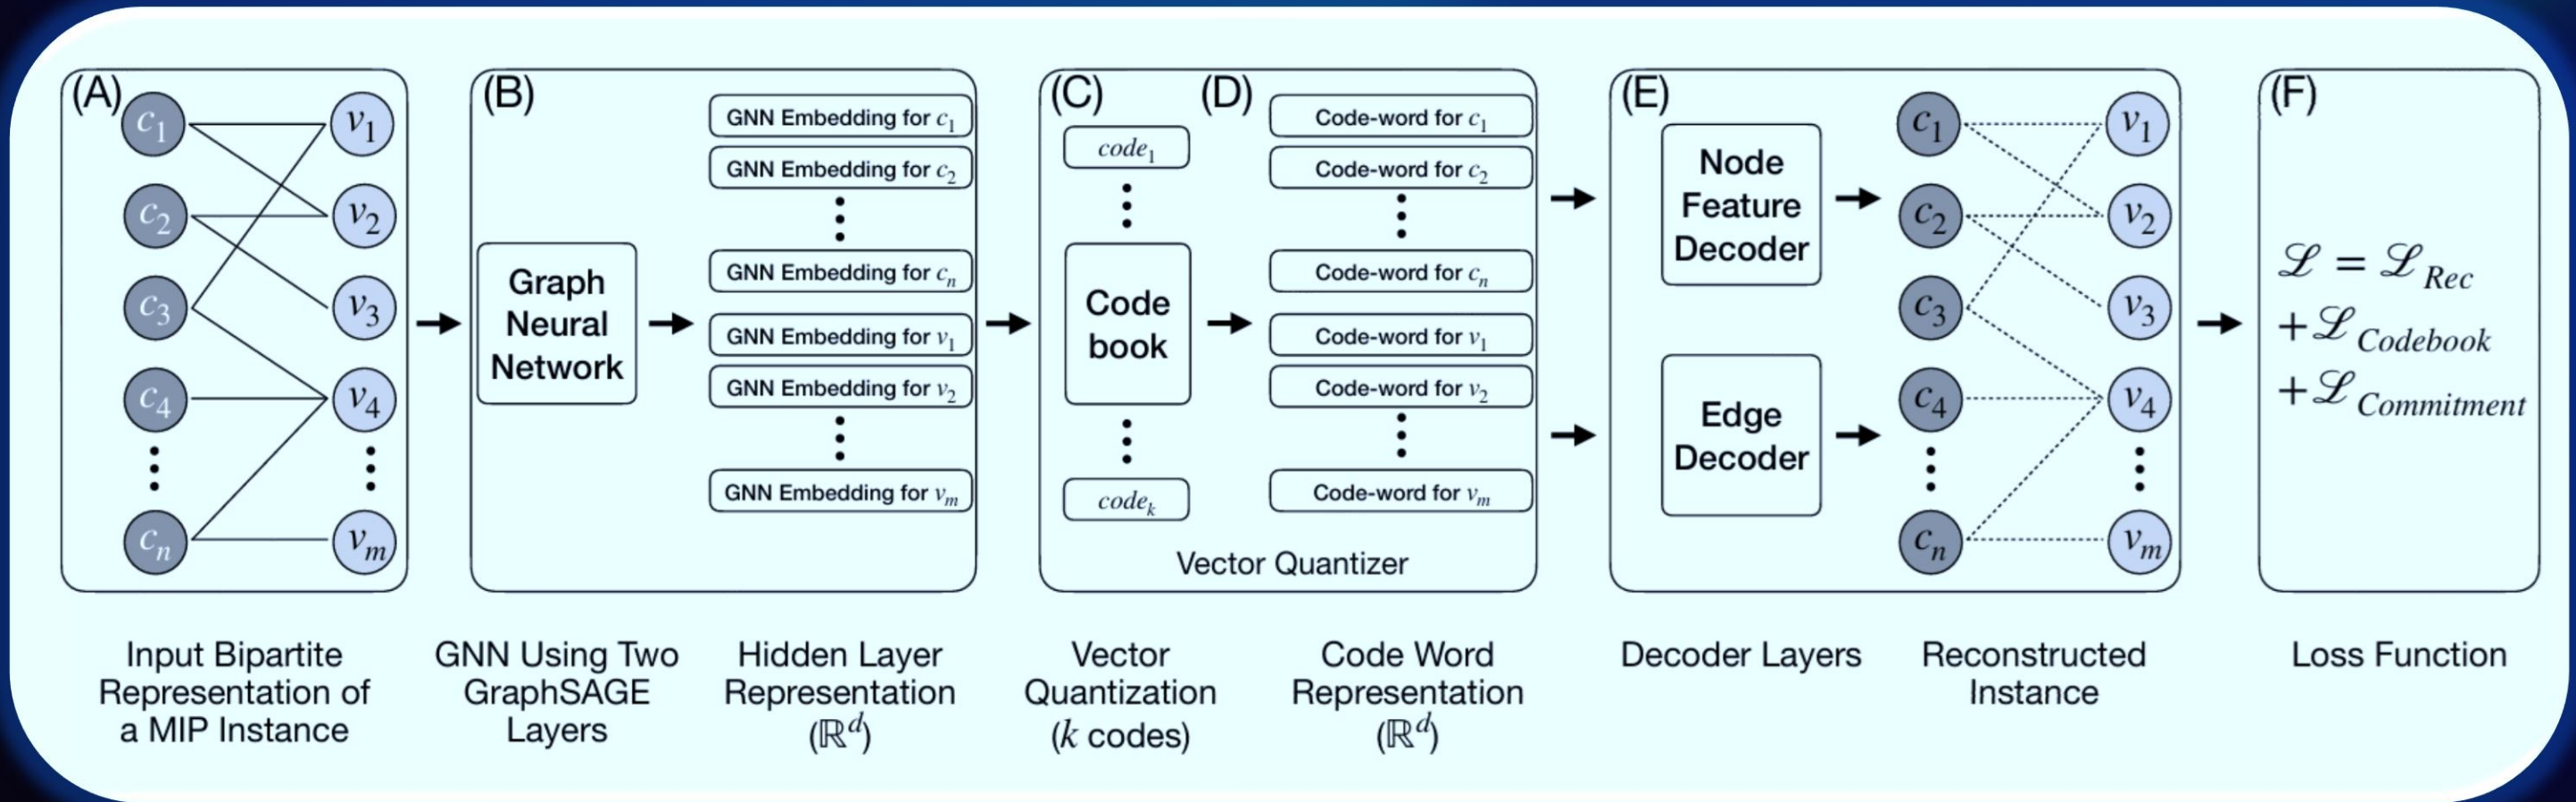 (A)
c1
v1
c2
v2
c3
v3
c4
v4
cn
vm
Input Bipartite
Representation of
a MIP Instance
(B)
Graph
Neural
Network
GNN Using Two
GraphSAGE
Layers
GNN Embedding for c1
GNN Embedding for c2
GNN Embedding for cn
GNN Embedding for v1
GNN Embedding for v2
GNN Embedding for vm
Hidden Layer
Representation
(ℝ^d)
(C)
code1
Code
book
codek
Vector
Quantization
(k codes)
(D)
Code-word for c1
Code-word for c2
Code-word for cn
Code-word for v1
Code-word for v2
Code-word for vm
Vector Quantizer
Code Word
Representation
(ℝ^d)
(E)
Node
Feature
Decoder
Edge
Decoder
Decoder Layers
c1
v1
c2
v2
c3
v3
c4
v4
cn
vm
Reconstructed
Instance
(F)
ℒ = ℒ Rec
+ℒ Codebook
+ℒ Commitment
Loss Function